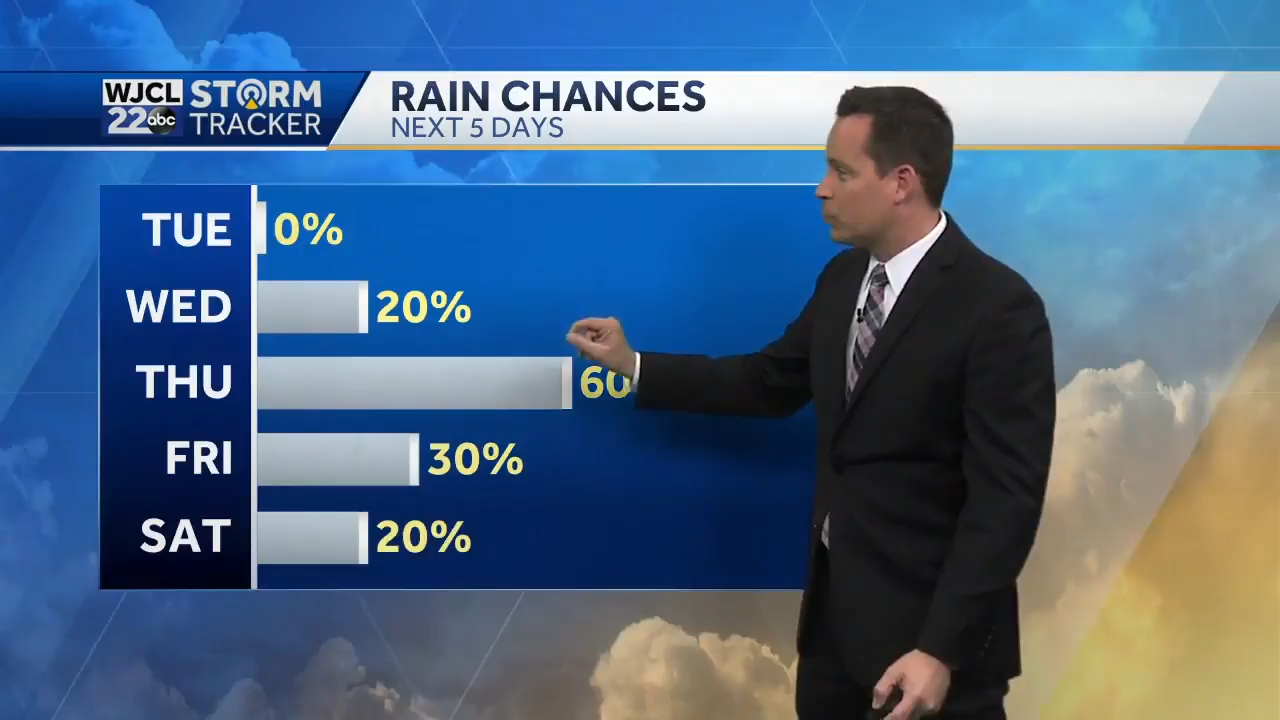 WJCL
22 abc
STORM
TRACKER
RAIN CHANCES
NEXT 5 DAYS
TUE 0%
WED 20%
THU 60
FRI 30%
SAT 20%